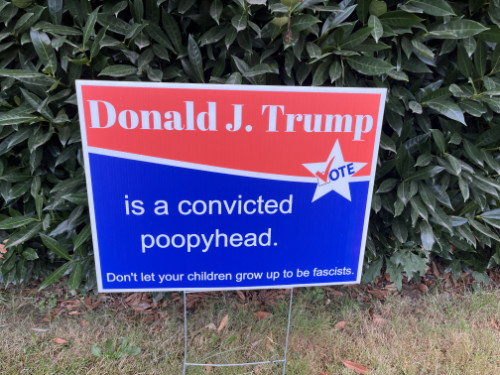 Donald J. Trump
VOTE
is a convicted
poopyhead.
Don't let your children grow up to be fascists.